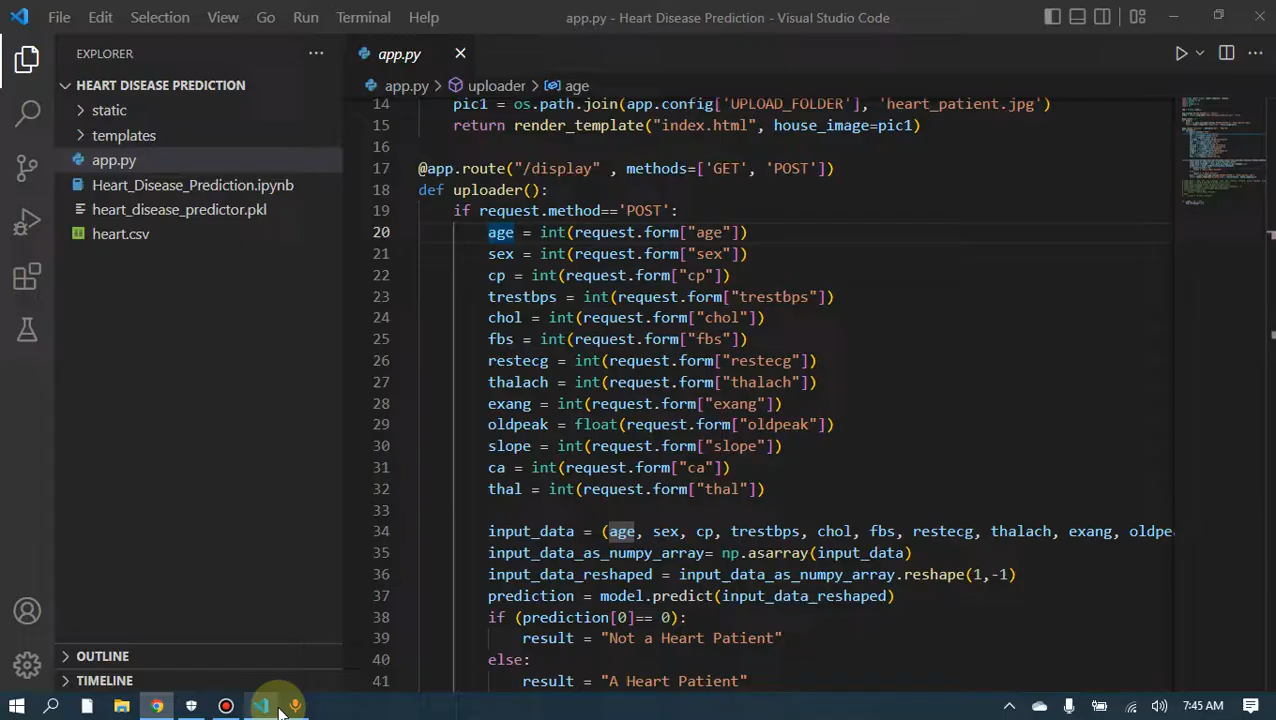 File Edit Selection View Go Run Terminal Help
app.py - Heart Disease Prediction - Visual Studio Code
EXPLORER
HEART DISEASE PREDICTION
static
templates
app.py
Heart_Disease_Prediction.ipynb
heart_disease_predictor.pkl
heart.csv
OUTLINE
TIMELINE
app.py
app.py uploader age
14 pic1 = os.path.join(app.config['UPLOAD_FOLDER'], 'heart_patient.jpg')
15 return render_template("index.html", house_image=pic1)
16
17 @app.route("/display" , methods=['GET', 'POST'])
18 def uploader():
19 if request.method=='POST':
20 age = int(request.form["age"])
21 sex = int(request.form["sex"])
22 cp = int(request.form["cp"])
23 trestbps = int(request.form["trestbps"])
24 chol = int(request.form["chol"])
25 fbs = int(request.form["fbs"])
26 restecg = int(request.form["restecg"])
27 thalach = int(request.form["thalach"])
28 exang = int(request.form["exang"])
29 oldpeak = float(request.form["oldpeak"])
30 slope = int(request.form["slope"])
31 ca = int(request.form["ca"])
32 thal = int(request.form["thal"])
33
34 input_data = (age, sex, cp, trestbps, chol, fbs, restecg, thalach, exang, oldpe
35 input_data_as_numpy_array= np.asarray(input_data)
36 input_data_reshaped = input_data_as_numpy_array.reshape(1,-1)
37 prediction = model.predict(input_data_reshaped)
38 if (prediction[0]== 0):
39 result = "Not a Heart Patient"
40 else:
41 result = "A Heart Patient"
7:45 AM